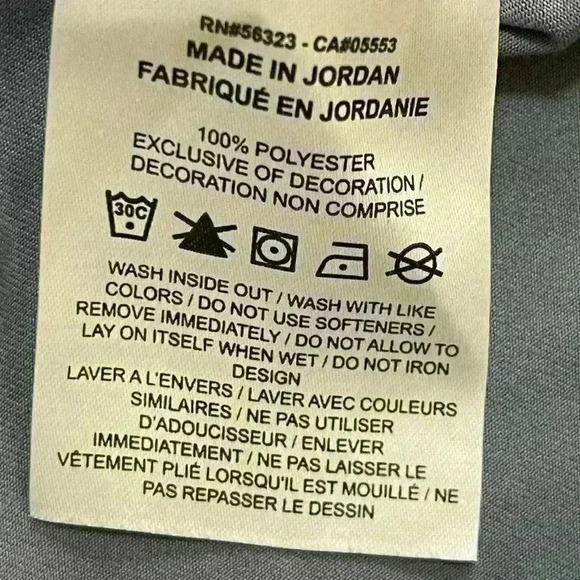 RN#56323 - CA#05553
MADE IN JORDAN
FABRIQUÉ EN JORDANIE
100% POLYESTER
EXCLUSIVE OF DECORATION /
DECORATION NON COMPRISE
30C
WASH INSIDE OUT / WASH WITH LIKE
COLORS / DO NOT USE SOFTENERS /
REMOVE IMMEDIATELY / DO NOT ALLOW TO
LAY ON ITSELF WHEN WET / DO NOT IRON
DESIGN
LAVER A L'ENVERS / LAVER AVEC COULEURS
SIMILAIRES / NE PAS UTILISER
D'ADOUCISSEUR / ENLEVER
IMMEDIATEMENT / NE PAS LAISSER LE
VÊTEMENT PLIÉ LORSQU'IL EST MOUILLÉ / NE
PAS REPASSER LE DESSIN